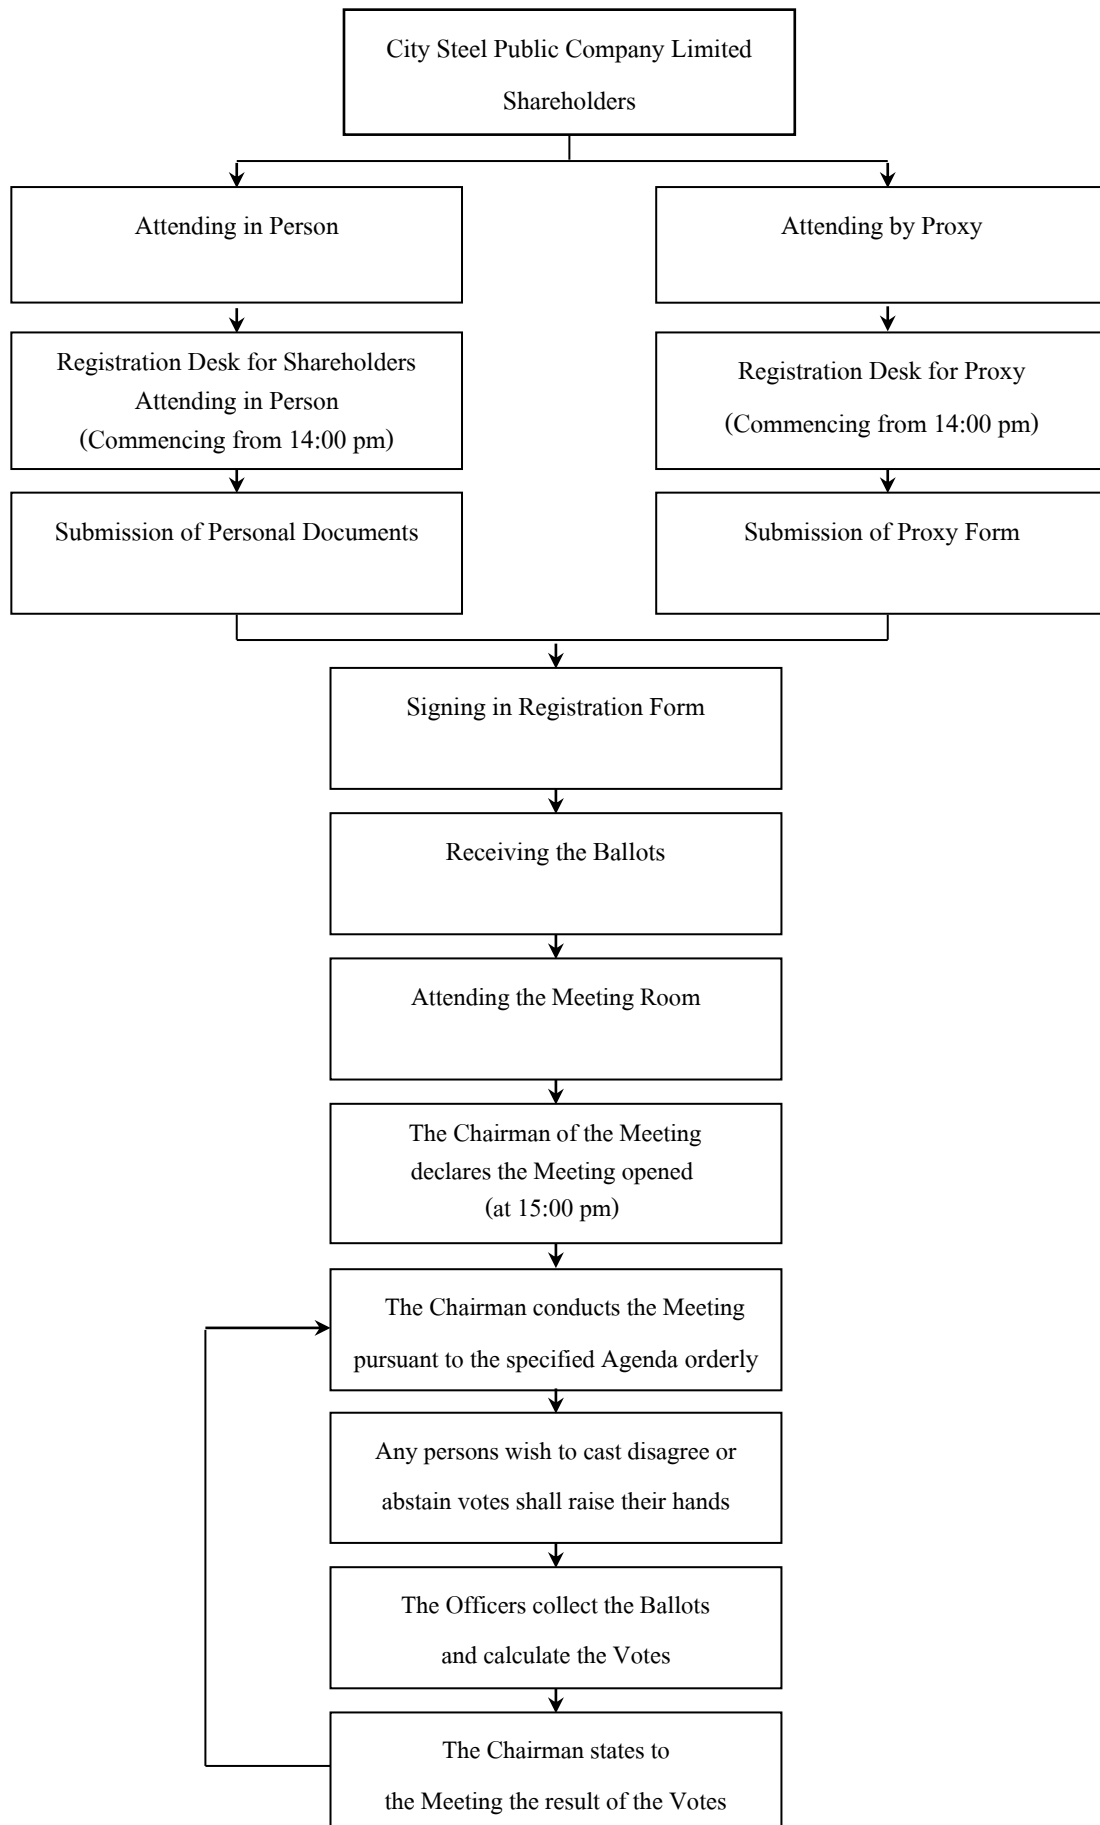 City Steel Public Company Limited
Shareholders
Attending in Person
Attending by Proxy
Registration Desk for Shareholders
Attending in Person
(Commencing from 14:00 pm)
Registration Desk for Proxy
(Commencing from 14:00 pm)
Submission of Personal Documents
Submission of Proxy Form
Signing in Registration Form
Receiving the Ballots
Attending the Meeting Room
The Chairman of the Meeting
declares the Meeting opened
(at 15:00 pm)
The Chairman conducts the Meeting
pursuant to the specified Agenda orderly
Any persons wish to cast disagree or
abstain votes shall raise their hands
The Officers collect the Ballots
and calculate the Votes
The Chairman states to
the Meeting the result of the Votes